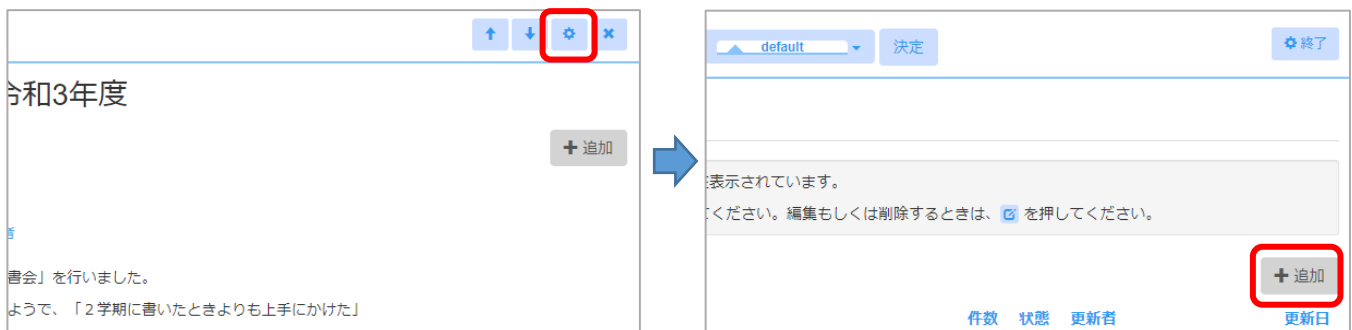 令和3年度
追加
書会」を行いました。
ようで、「２学期に書いたときよりも上手にかけた」
default 決定 終了
表示されています。
ください。編集もしくは削除するときは、 を押してください。
追加
件数 状態 更新者 更新日